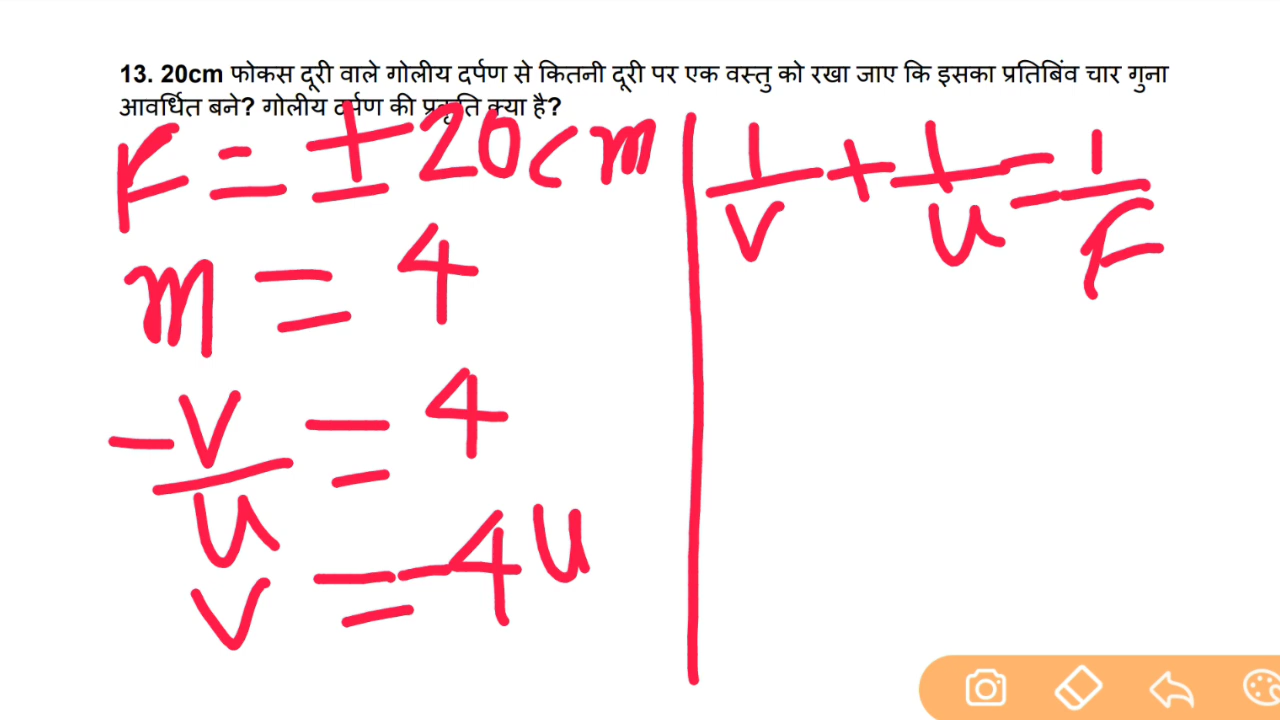 13. 20cm फोकस दूरी वाले गोलीय दर्पण से कितनी दूरी पर एक वस्तु को रखा जाए कि इसका प्रतिबिंव चार गुना
आवर्धित बने? गोलीय दर्पण की प्रकृति क्या है?
F = ± 20cm
m = 4
-v/u = 4
v = -4u
1/v + 1/u = 1/F